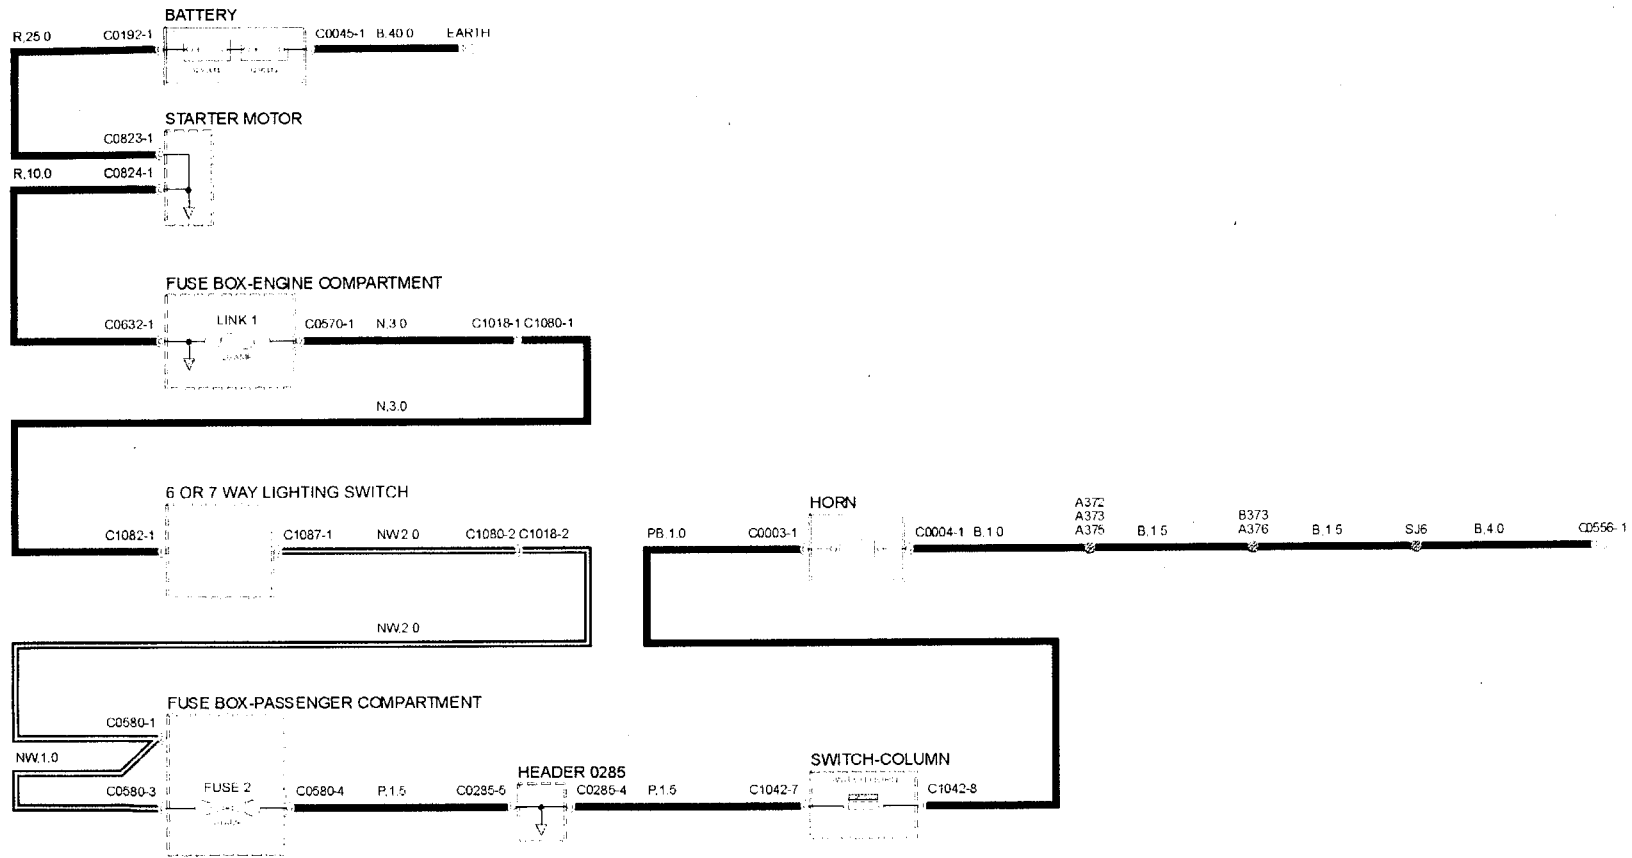 BATTERY
R,25.0 C0192-1 C0045-1 B,40.0 EARTH
STARTER MOTOR
C0823-1
R,10.0 C0824-1
FUSE BOX-ENGINE COMPARTMENT
LINK 1
C0632-1 C0570-1 N,3.0 C1018-1 C1080-1
N,3.0
6 OR 7 WAY LIGHTING SWITCH
C1082-1 C1087-1 NW,2.0 C1080-2 C1018-2
NW,2.0
HORN
PB,1.0 C0003-1 C0004-1 B,1.0
A372
A373
A375
B,1.5
B373
A376
B,1.5 SJ6 B,4.0 C0556-1
FUSE BOX-PASSENGER COMPARTMENT
C0580-1
NW,1.0
FUSE 2
C0580-3 C0580-4 P,1.5 C0285-5
HEADER 0285
C0285-4 P,1.5 C1042-7
SWITCH-COLUMN
C1042-8